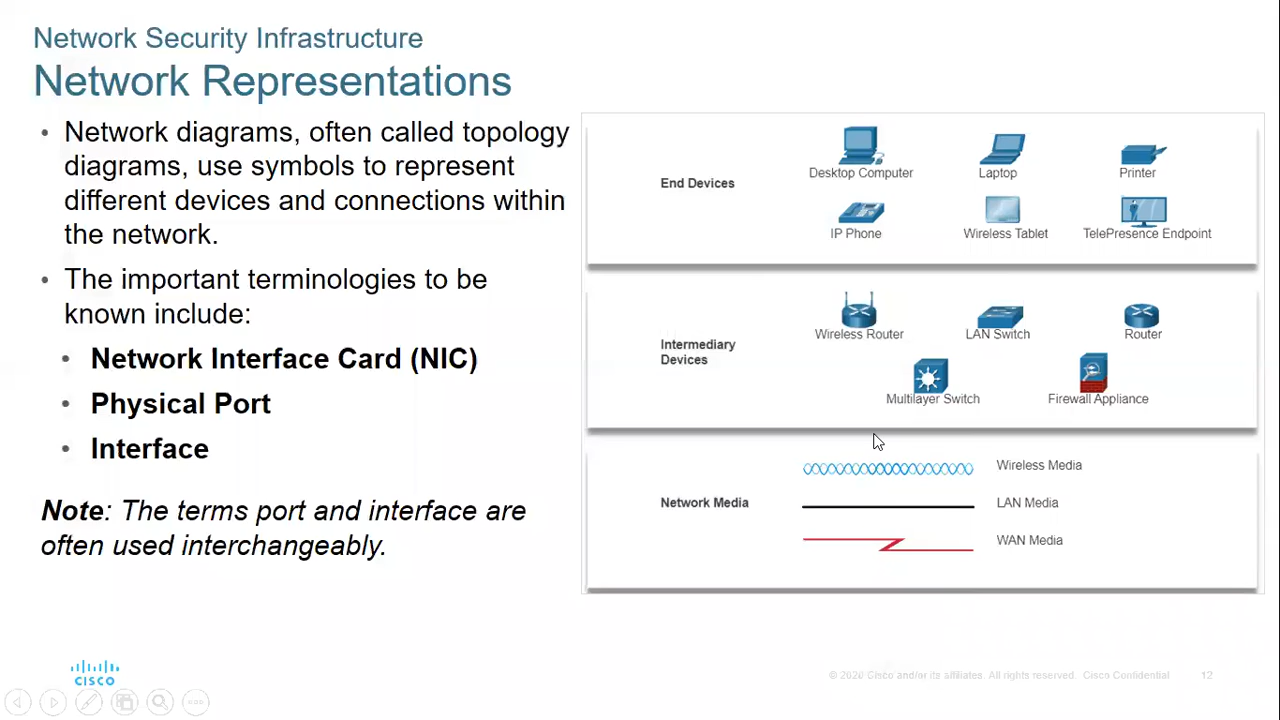 Network Security Infrastructure
Network Representations
• Network diagrams, often called topology
diagrams, use symbols to represent
different devices and connections within
the network.
• The important terminologies to be
known include:
• Network Interface Card (NIC)
• Physical Port
• Interface
Note: The terms port and interface are
often used interchangeably.
End Devices
Desktop Computer
Laptop
Printer
IP Phone
Wireless Tablet
TelePresence Endpoint
Intermediary
Devices
Wireless Router
LAN Switch
Router
Multilayer Switch
Firewall Appliance
Network Media
Wireless Media
LAN Media
WAN Media
CISCO
© 2020 Cisco and/or its affiliates. All rights reserved. Cisco Confidential
12